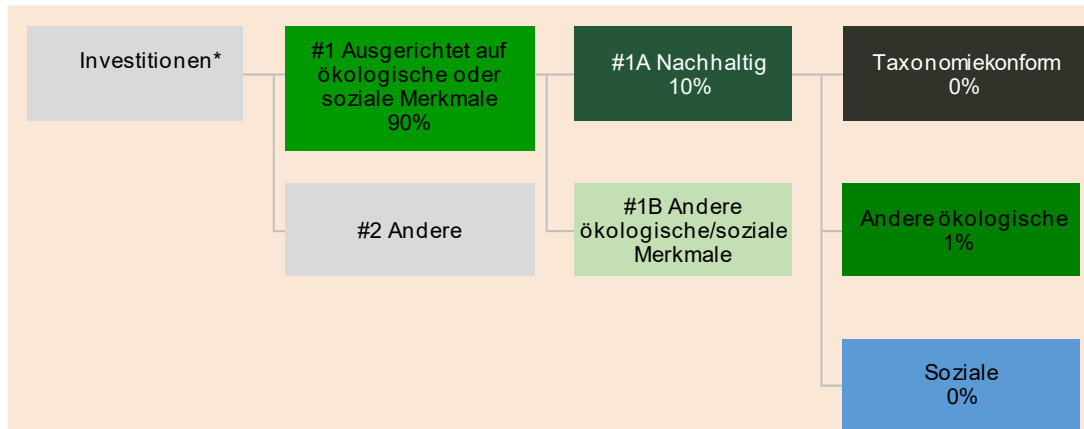 Investitionen*
#1 Ausgerichtet auf
ökologische oder
soziale Merkmale
90%
#1A Nachhaltig
10%
Taxonomiekonform
0%
#2 Andere
#1B Andere
ökologische/soziale
Merkmale
Andere ökologische
1%
Soziale
0%